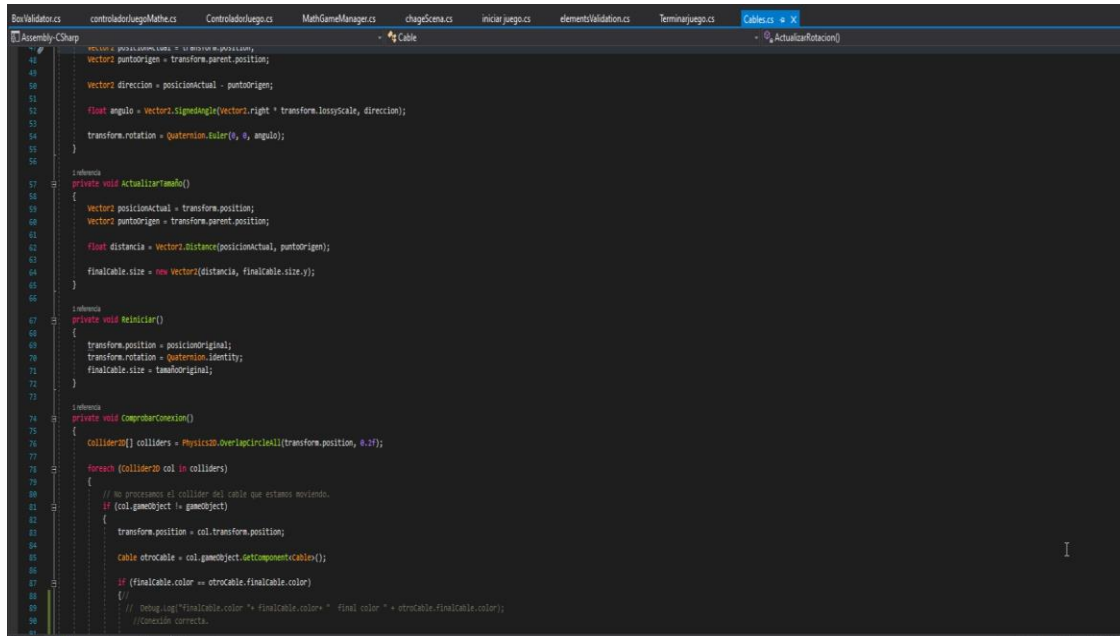 BoxValidator.cs controladorJuegoMathe.cs ControladorJuego.cs MathGameManager.cs chageScena.cs iniciar juego.cs elementsValidation.cs Terminarjuego.cs Cables.cs
Assembly-CSharp Cable ActualizarRotacion()
47 Vector2 posicionActual = transform.position;
48 Vector2 puntoOrigen = transform.parent.position;
49
50 Vector2 direccion = posicionActual - puntoOrigen;
51
52 float angulo = Vector2.SignedAngle(Vector2.right * transform.lossyScale, direccion);
53
54 transform.rotation = Quaternion.Euler(0, 0, angulo);
55 }
56
1 referencia
57 private void ActualizarTamaño()
58 {
59 Vector2 posicionActual = transform.position;
60 Vector2 puntoOrigen = transform.parent.position;
61
62 float distancia = Vector2.Distance(posicionActual, puntoOrigen);
63
64 finalCable.size = new Vector2(distancia, finalCable.size.y);
65 }
66
1 referencia
67 private void Reiniciar()
68 {
69 transform.position = posicionOriginal;
70 transform.rotation = Quaternion.identity;
71 finalCable.size = tamañoOriginal;
72 }
73
1 referencia
74 private void ComprobarConexion()
75 {
76 Collider2D[] colliders = Physics2D.OverlapCircleAll(transform.position, 0.2f);
77
78 foreach (Collider2D col in colliders)
79 {
80 // No procesamos el collider del cable que estamos moviendo.
81 if (col.gameObject != gameObject)
82 {
83 transform.position = col.transform.position;
84
85 Cable otroCable = col.gameObject.GetComponent<Cable>();
86
87 if (finalCable.color == otroCable.finalCable.color)
88 {//
89 // Debug.Log("finalCable.color "+ finalCable.color+ " final color " + otroCable.finalCable.color);
90 //Conexión correcta.